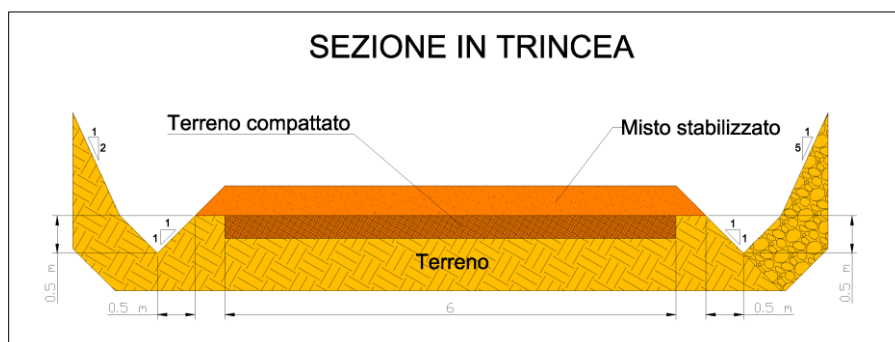 SEZIONE IN TRINCEA
Terreno compattato
Misto stabilizzato
1
2
1
5
1
1
1
1
0.5 m
0.5 m
Terreno
0.5 m
6
0.5 m